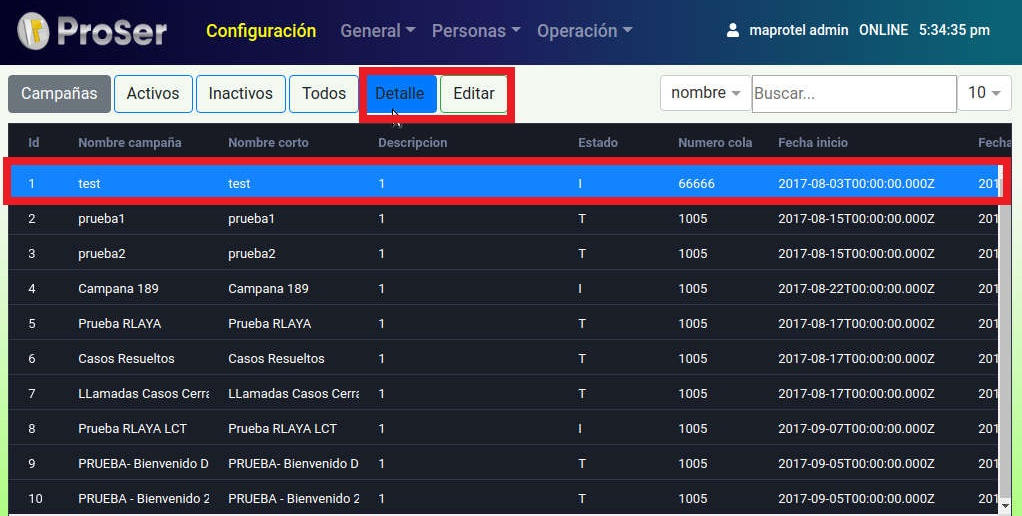 ProSer Configuración General Personas Operación maprotel admin ONLINE 5:34:35 pm
Campañas Activos Inactivos Todos Detalle Editar nombre Buscar... 10
Id Nombre campaña Nombre corto Descripcion Estado Numero cola Fecha inicio Fecha
1 test test 1 I 66666 2017-08-03T00:00:00.000Z 201
2 prueba1 prueba1 1 T 1005 2017-08-15T00:00:00.000Z 201
3 prueba2 prueba2 1 T 1005 2017-08-15T00:00:00.000Z 201
4 Campana 189 Campana 189 1 I 1005 2017-08-22T00:00:00.000Z 201
5 Prueba RLAYA Prueba RLAYA 1 T 1005 2017-08-17T00:00:00.000Z 201
6 Casos Resueltos Casos Resueltos 1 T 1005 2017-08-17T00:00:00.000Z 201
7 LLamadas Casos Cerra LLamadas Casos Cerra 1 T 1005 2017-08-17T00:00:00.000Z 201
8 Prueba RLAYA LCT Prueba RLAYA LCT 1 I 1005 2017-09-07T00:00:00.000Z 201
9 PRUEBA- Bienvenido D PRUEBA- Bienvenido D 1 T 1005 2017-09-05T00:00:00.000Z 201
10 PRUEBA - Bienvenido 2 PRUEBA - Bienvenido 2 1 T 1005 2017-09-05T00:00:00.000Z 201